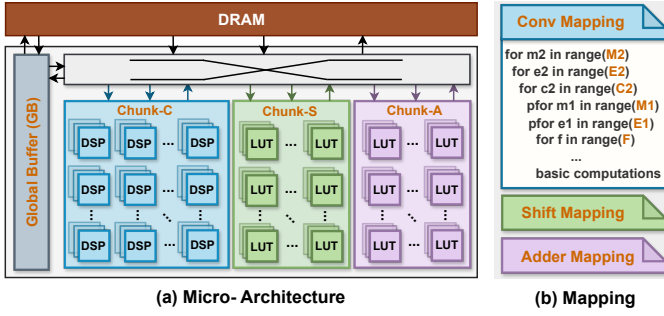 DRAM
Global Buffer (GB)
Chunk-C
Chunk-S
Chunk-A
DSP DSP ... DSP LUT ... LUT LUT ... LUT
DSP DSP ... DSP LUT ... LUT LUT ... LUT
DSP DSP ... DSP LUT ... LUT LUT ... LUT
(a) Micro- Architecture
Conv Mapping
for m2 in range(M2)
for e2 in range(E2)
for c2 in range(C2)
pfor m1 in range(M1)
pfor e1 in range(E1)
for f in range(F)
...
basic computations
Shift Mapping
Adder Mapping
(b) Mapping